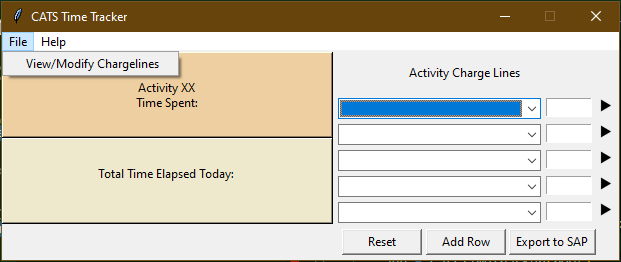 CATS Time Tracker
File Help
View/Modify Chargelines
Activity XX
Time Spent:
Total Time Elapsed Today:
Activity Charge Lines
Reset Add Row Export to SAP